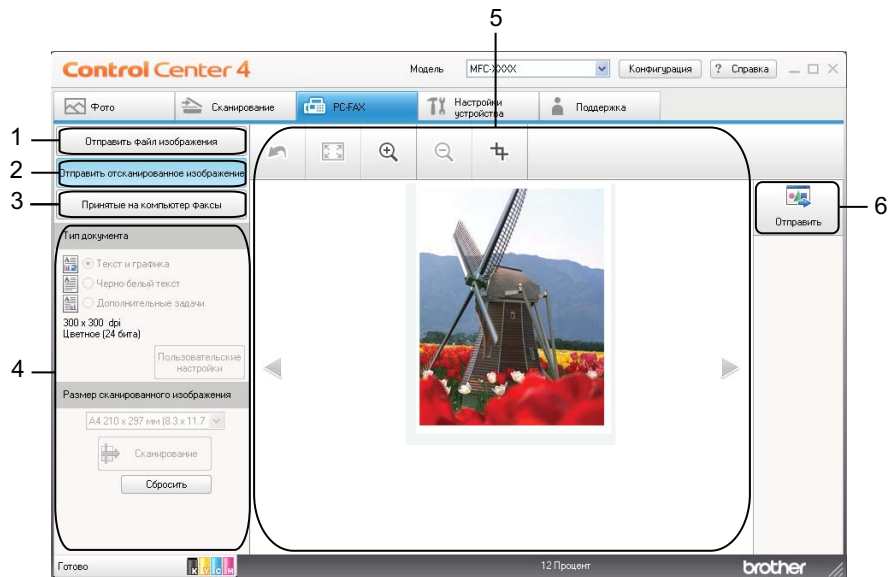 5
Control Center 4
Модель
MFC-XXXX
Конфигурация
? Справка
Фото
Сканирование
PC-FAX
Настройки
устройства
Поддержка
1
Отправить файл изображения
2
Отправить отсканированное изображение
3
Принятые на компьютер факсы
6
Отправить
Тип документа
Текст и графика
Черно-белый текст
Дополнительные задачи
300 x 300 dpi
Цветное (24 бита)
Пользовательские
настройки
4
Размер сканированного изображения
A4 210 x 297 мм (8.3 x 11.7
Сканирование
Сбросить
Готово
K Y C M
12 Процент
brother